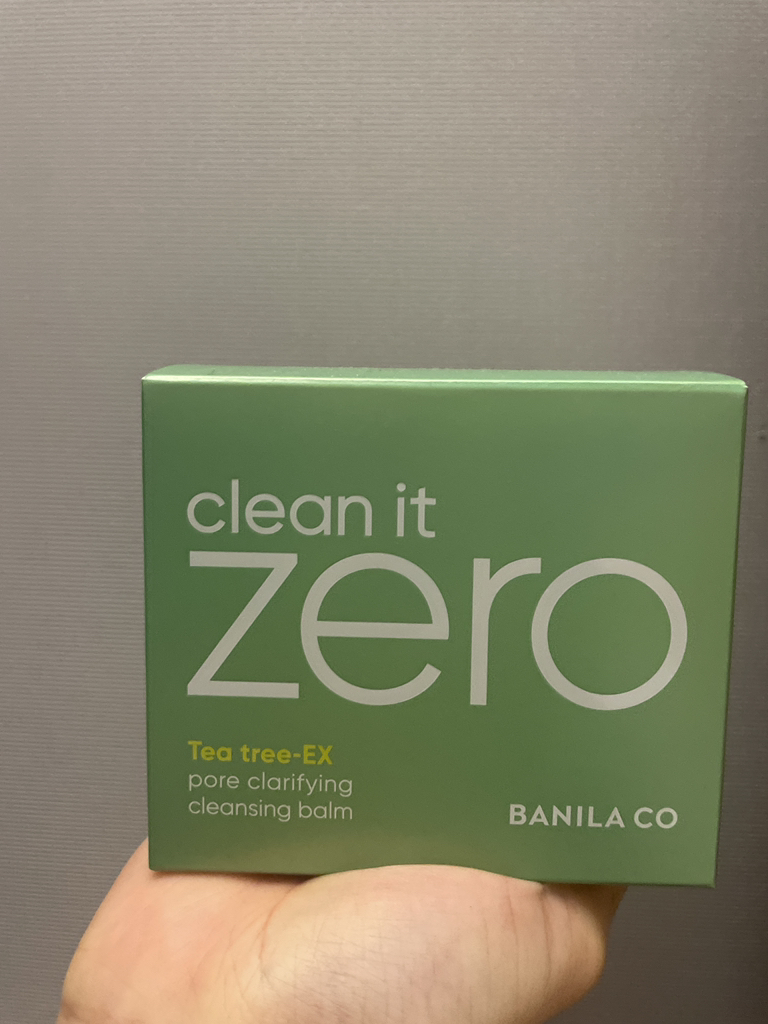 clean it
zero
Tea tree-EX
pore clarifying
cleansing balm
BANILA CO